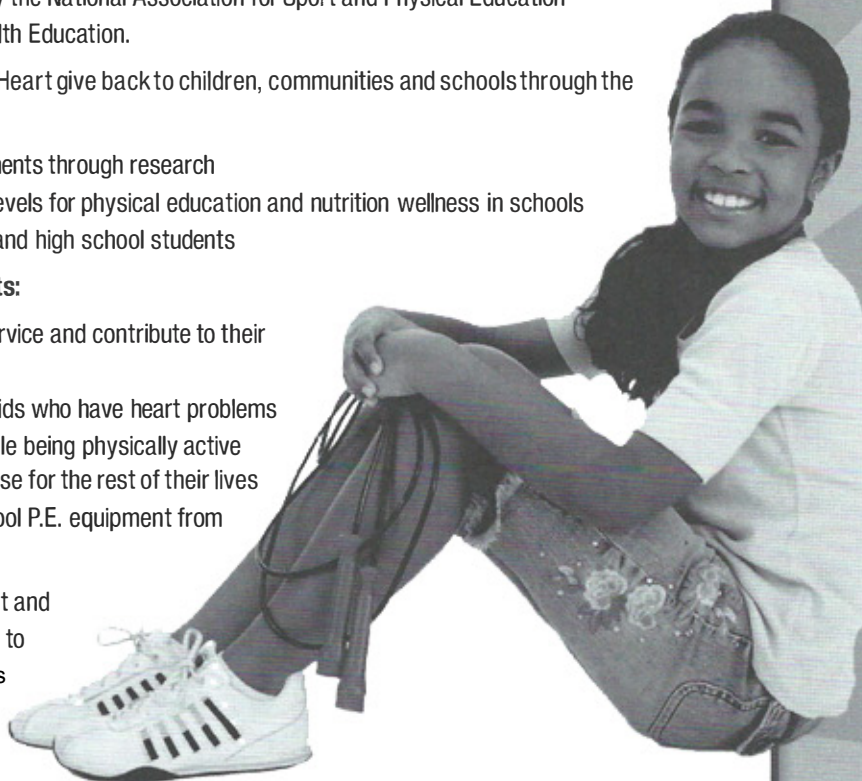 the National Association for Sport and Physical Education
lth Education.
Heart give back to children, communities and schools through the
ents through research
evels for physical education and nutrition wellness in schools
and high school students
ts:
rvice and contribute to their
ids who have heart problems
le being physically active
se for the rest of their lives
ool P.E. equipment from
t and
to
s